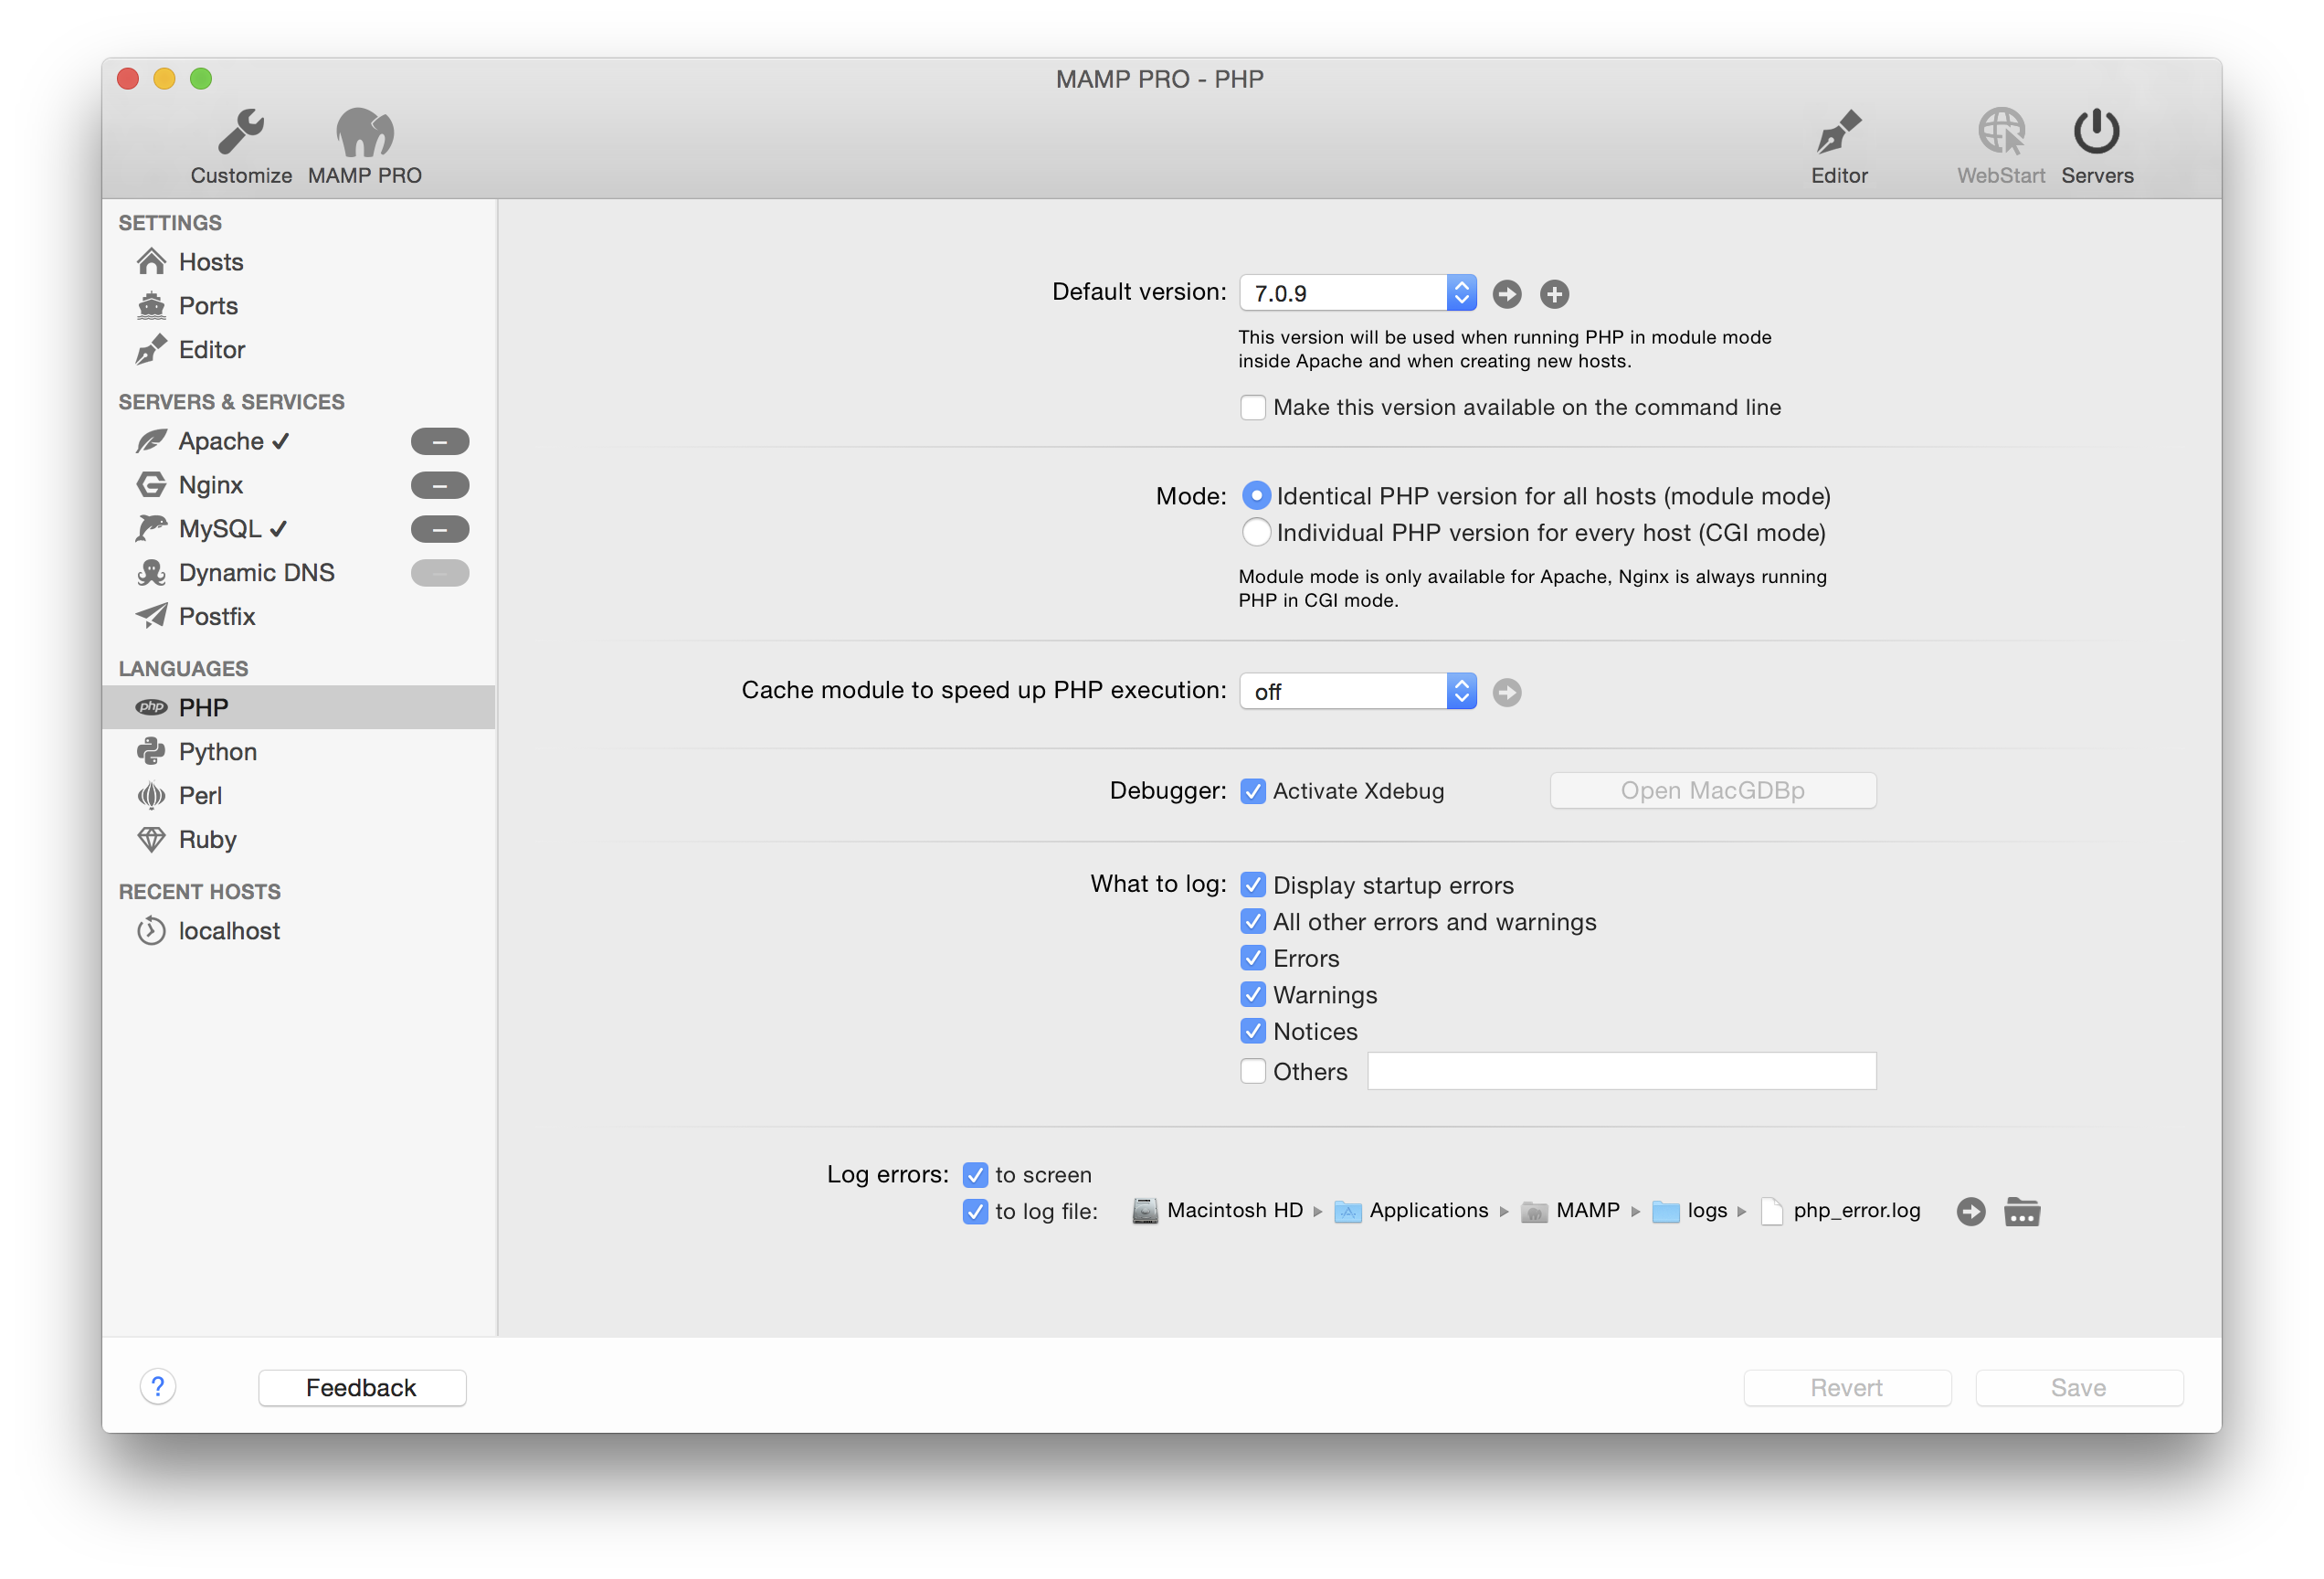 MAMP PRO - PHP
Customize
MAMP PRO
Editor
WebStart
Servers
SETTINGS
Hosts
Ports
Editor
SERVERS & SERVICES
Apache ✓
Nginx
MySQL ✓
Dynamic DNS
Postfix
LANGUAGES
php PHP
Python
Perl
Ruby
RECENT HOSTS
localhost
Default version: 7.0.9
This version will be used when running PHP in module mode
inside Apache and when creating new hosts.
Make this version available on the command line
Mode: Identical PHP version for all hosts (module mode)
Individual PHP version for every host (CGI mode)
Module mode is only available for Apache, Nginx is always running
PHP in CGI mode.
Cache module to speed up PHP execution: off
Debugger: Activate Xdebug Open MacGDBp
What to log: Display startup errors
All other errors and warnings
Errors
Warnings
Notices
Others
Log errors: to screen
to log file: Macintosh HD ▸ Applications ▸ MAMP ▸ logs ▸ php_error.log
? Feedback Revert Save